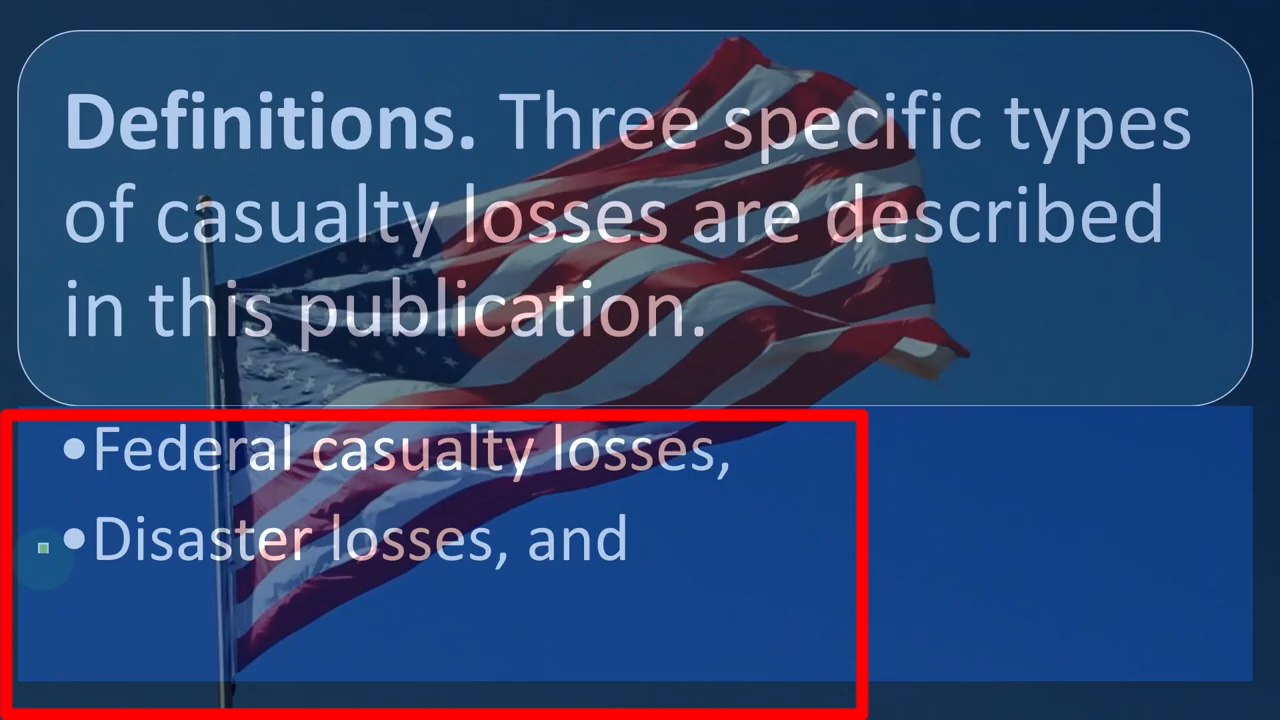 Definitions. Three specific types
of casualty losses are described
in this publication.
•Federal casualty losses,
•Disaster losses, and